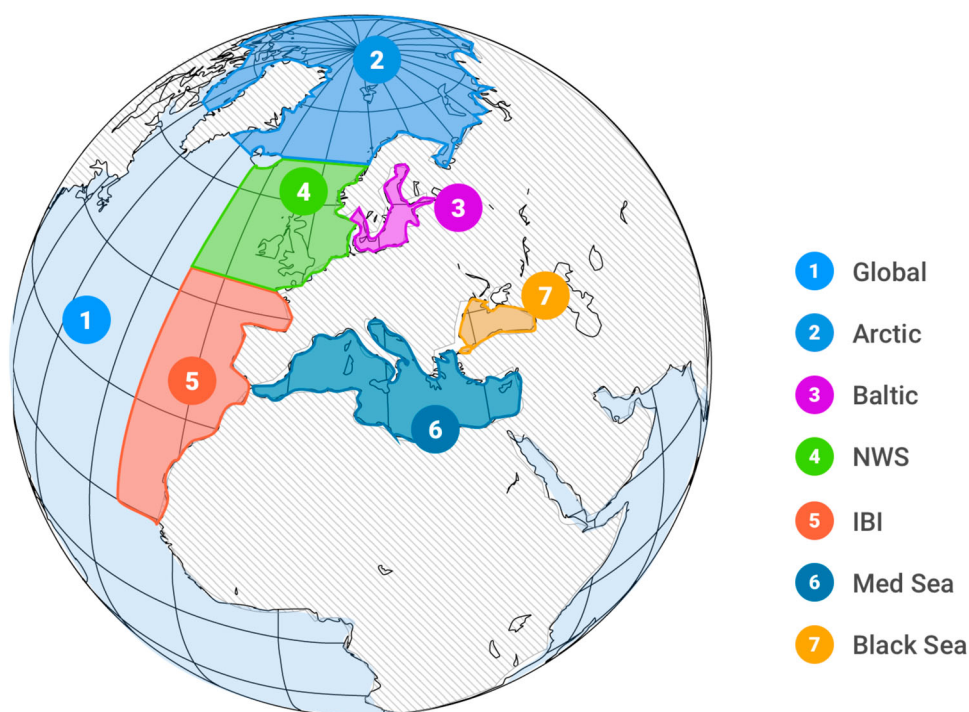 2
4
3
7
1
5
6
1 Global
2 Arctic
3 Baltic
4 NWS
5 IBI
6 Med Sea
7 Black Sea